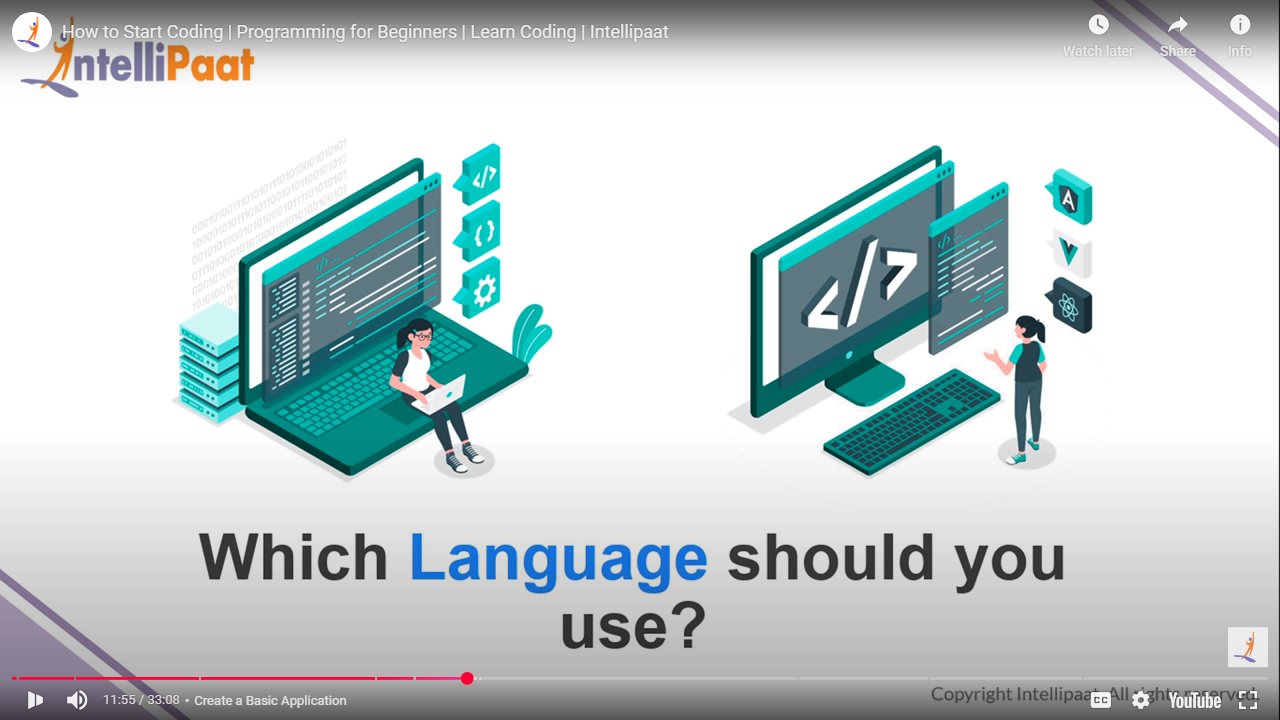 How to Start Coding | Programming for Beginners | Learn Coding | Intellipaat
Watch later
Share
Info
IntelliPaat
</>
A
V
</>
Which Language should you
use?
11:55 / 33:08 • Create a Basic Application
Copyright Intellipaat. All rights reserved.
CC
YouTube